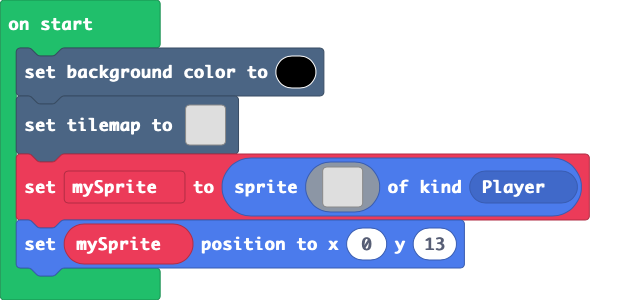 on start
set background color to
set tilemap to
set mySprite to sprite of kind Player
set mySprite position to x 0 y 13